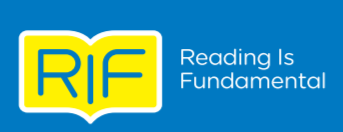 RIF
Reading Is
Fundamental